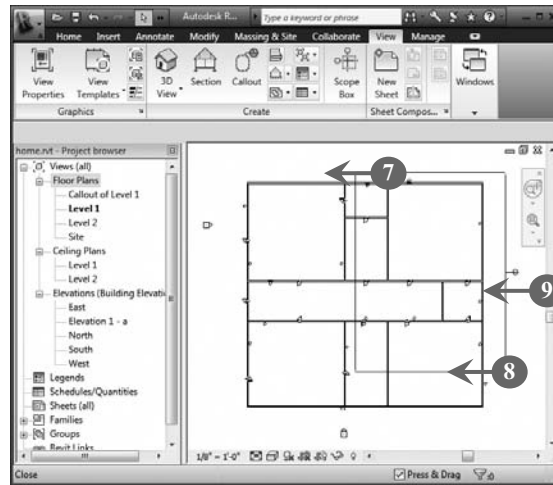 Autodesk R...
Type a keyword or phrase
Home Insert Annotate Modify Massing & Site Collaborate View Manage
View Properties
View Templates
3D View
Section
Callout
Scope Box
New Sheet
Windows
Graphics
Create
Sheet Compos...
home.rvt - Project browser
Views (all)
Floor Plans
Callout of Level 1
Level 1
Level 2
Site
Ceiling Plans
Level 1
Level 2
Elevations (Building Elevati
East
Elevation 1 - a
North
South
West
Legends
Schedules/Quantities
Sheets (all)
Families
Groups
Revit Links
7
9
8
1/8" = 1'-0"
Close
Press & Drag
:0